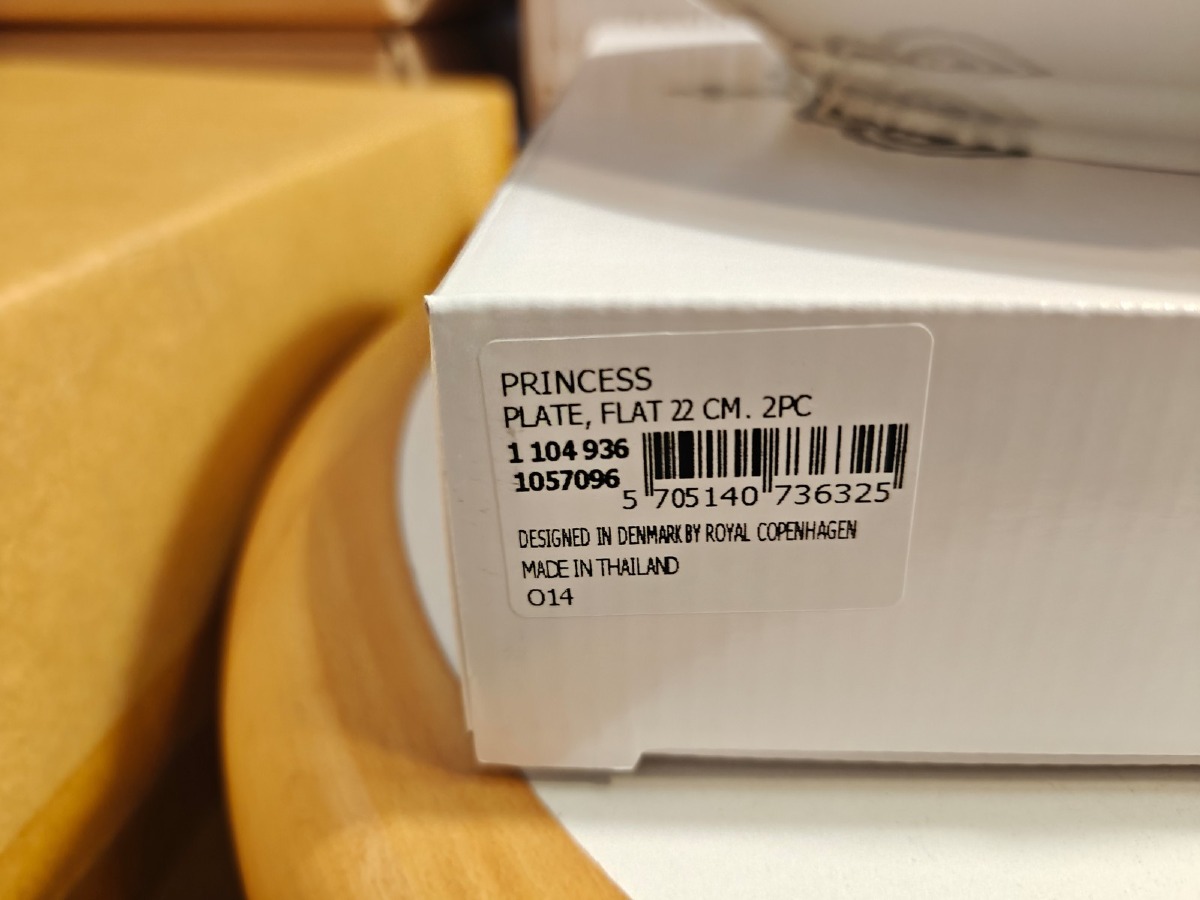 PRINCESS
PLATE, FLAT 22 CM. 2PC
1 104 936
1057096
5 705140 736325
DESIGNED IN DENMARK BY ROYAL COPENHAGEN
MADE IN THAILAND
O14